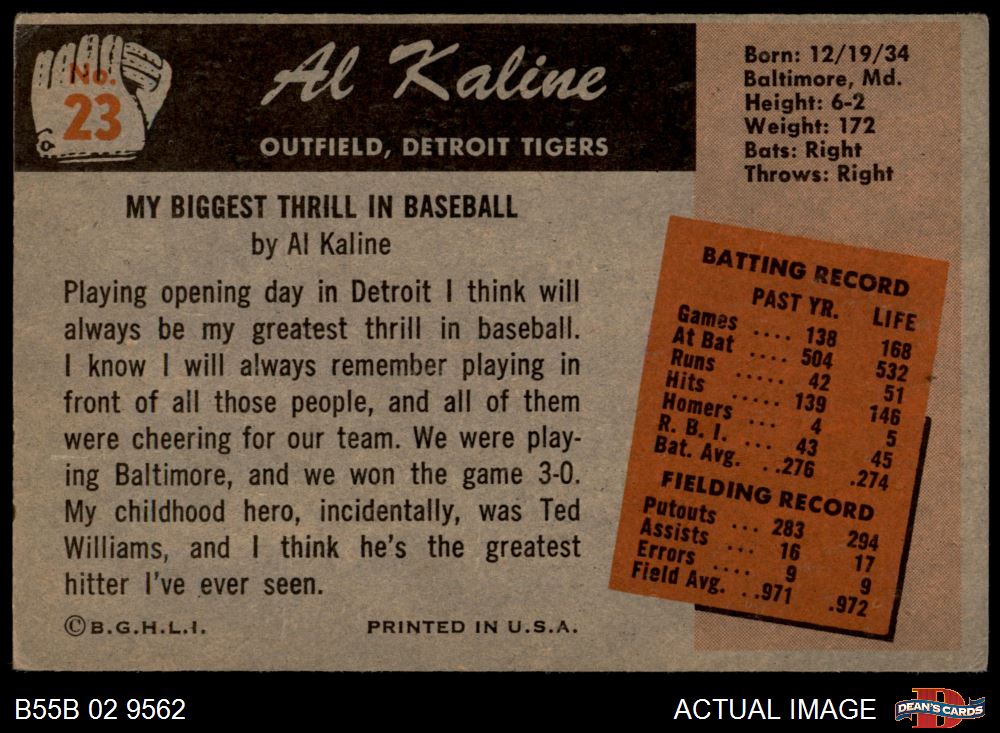 No.
23
Al Kaline
OUTFIELD, DETROIT TIGERS
Born: 12/19/34
Baltimore, Md.
Height: 6-2
Weight: 172
Bats: Right
Throws: Right
MY BIGGEST THRILL IN BASEBALL
by Al Kaline
Playing opening day in Detroit I think will
always be my greatest thrill in baseball.
I know I will always remember playing in
front of all those people, and all of them
were cheering for our team. We were play-
ing Baltimore, and we won the game 3-0.
My childhood hero, incidentally, was Ted
Williams, and I think he's the greatest
hitter I've ever seen.
©B.G.H.L.I.
PRINTED IN U.S.A.
BATTING RECORD
PAST YR. LIFE
Games .... 138 168
At Bat .... 504 532
Runs ..... 42 51
Hits ..... 139 146
Homers ... 4 5
R. B. I. ... 43 45
Bat. Avg. ..276 .274
FIELDING RECORD
Putouts ... 283 294
Assists ... 16 17
Errors .... 9 9
Field Avg. ..971 .972
B55B 02 9562
ACTUAL IMAGE
DEAN'S CARDS